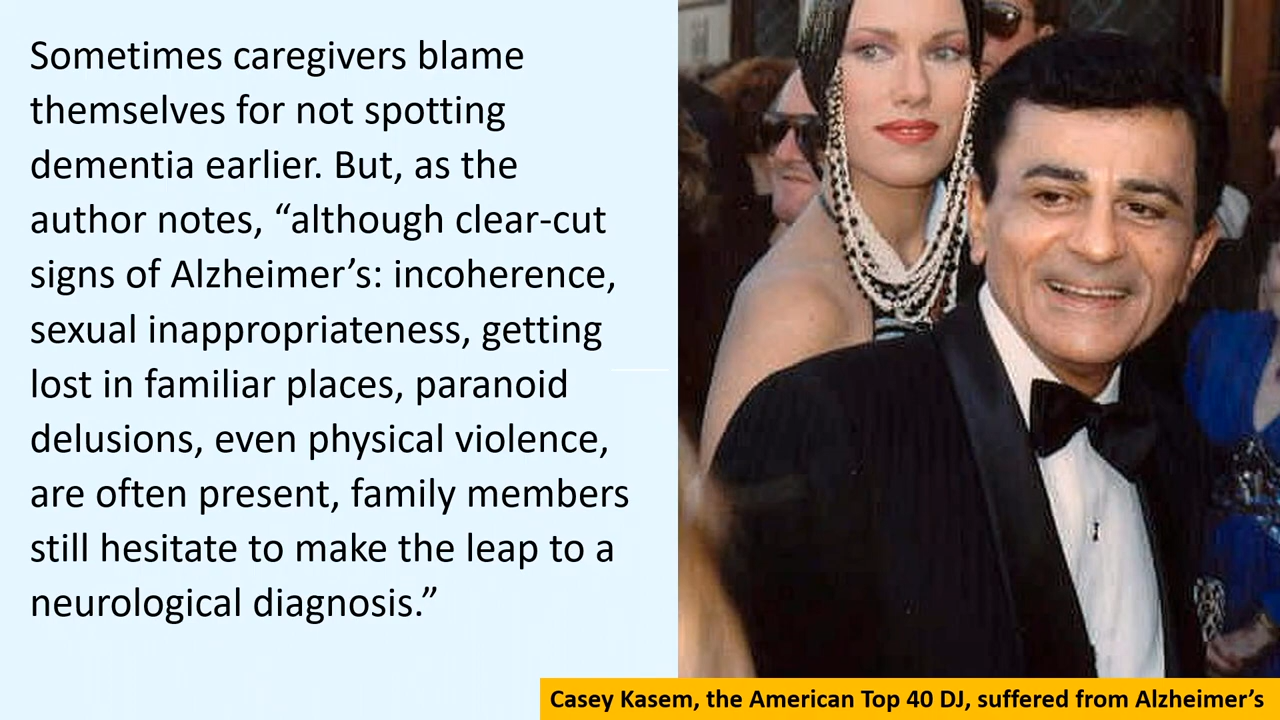 Sometimes caregivers blame
themselves for not spotting
dementia earlier. But, as the
author notes, “although clear-cut
signs of Alzheimer’s: incoherence,
sexual inappropriateness, getting
lost in familiar places, paranoid
delusions, even physical violence,
are often present, family members
still hesitate to make the leap to a
neurological diagnosis.”
Casey Kasem, the American Top 40 DJ, suffered from Alzheimer’s